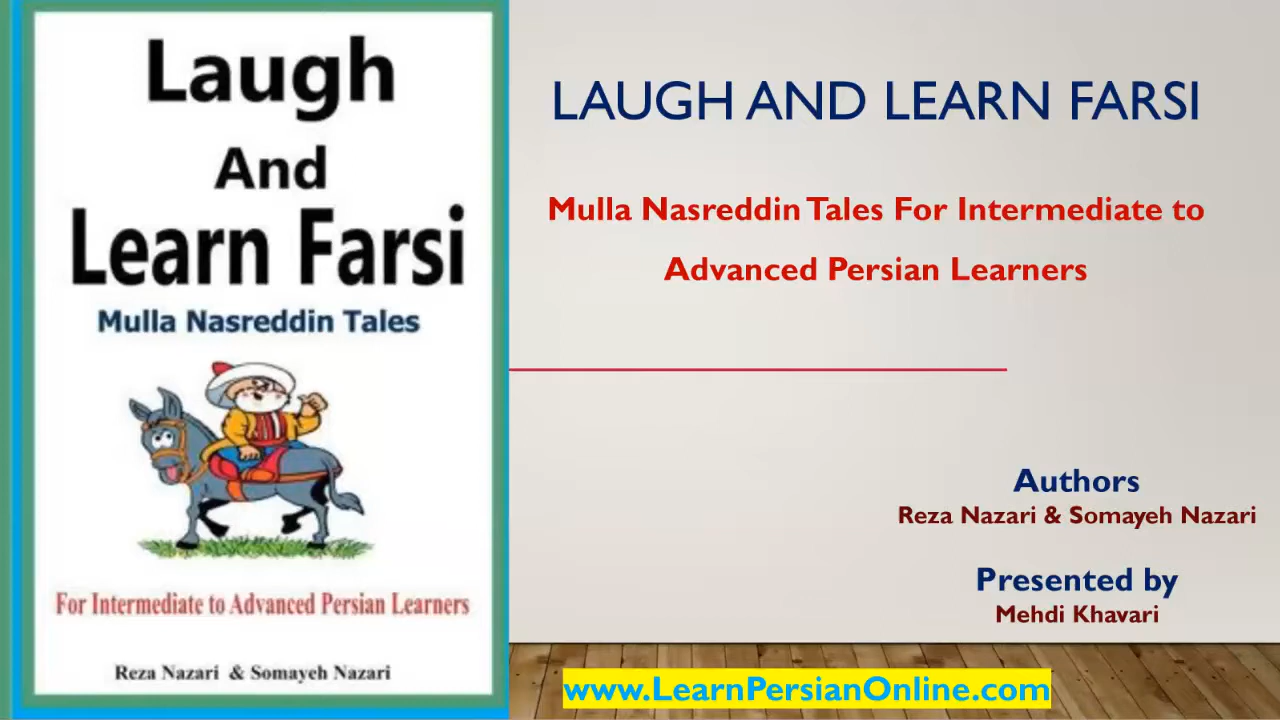 Laugh
And
Learn Farsi
Mulla Nasreddin Tales
For Intermediate to Advanced Persian Learners
Reza Nazari & Somayeh Nazari
LAUGH AND LEARN FARSI
Mulla Nasreddin Tales For Intermediate to
Advanced Persian Learners
Authors
Reza Nazari & Somayeh Nazari
Presented by
Mehdi Khavari
www.LearnPersianOnline.com